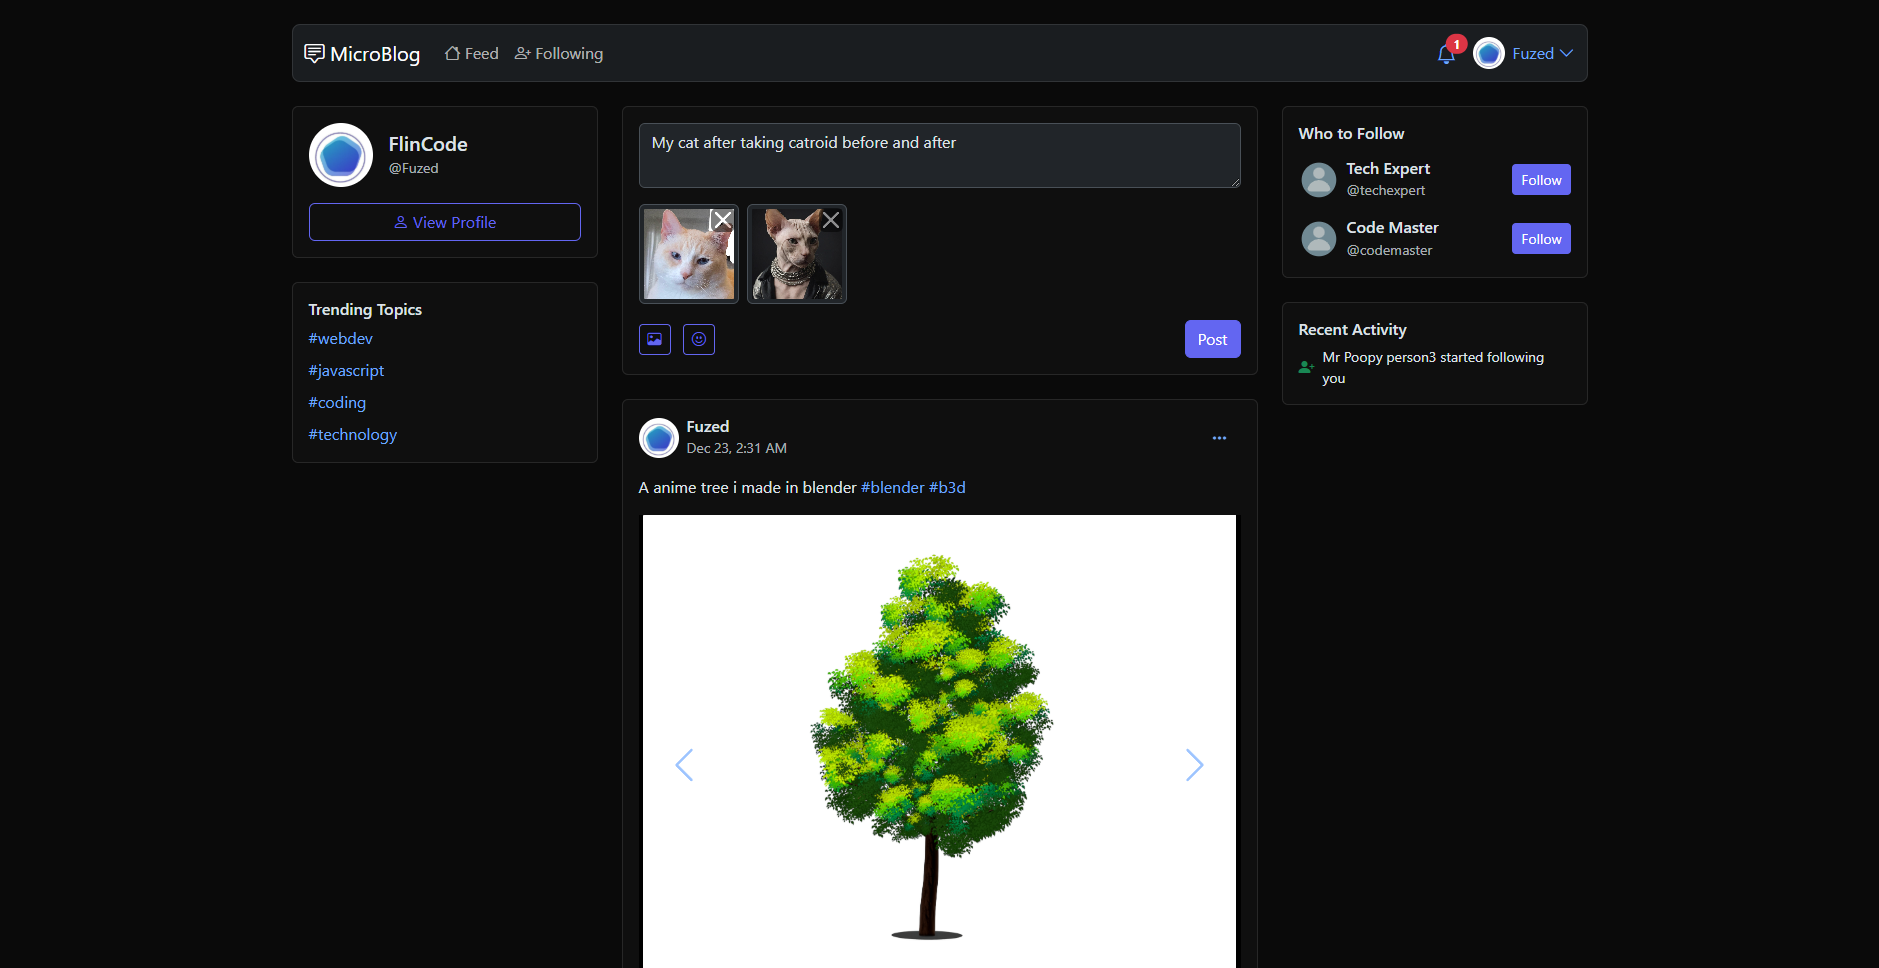 MicroBlog
Feed
Following
1
Fuzed
FlinCode
@Fuzed
View Profile
Trending Topics
#webdev
#javascript
#coding
#technology
My cat after taking catroid before and after
Post
Fuzed
Dec 23, 2:31 AM
A anime tree i made in blender #blender #b3d
Who to Follow
Tech Expert
@techexpert
Follow
Code Master
@codemaster
Follow
Recent Activity
Mr Poopy person3 started following
you